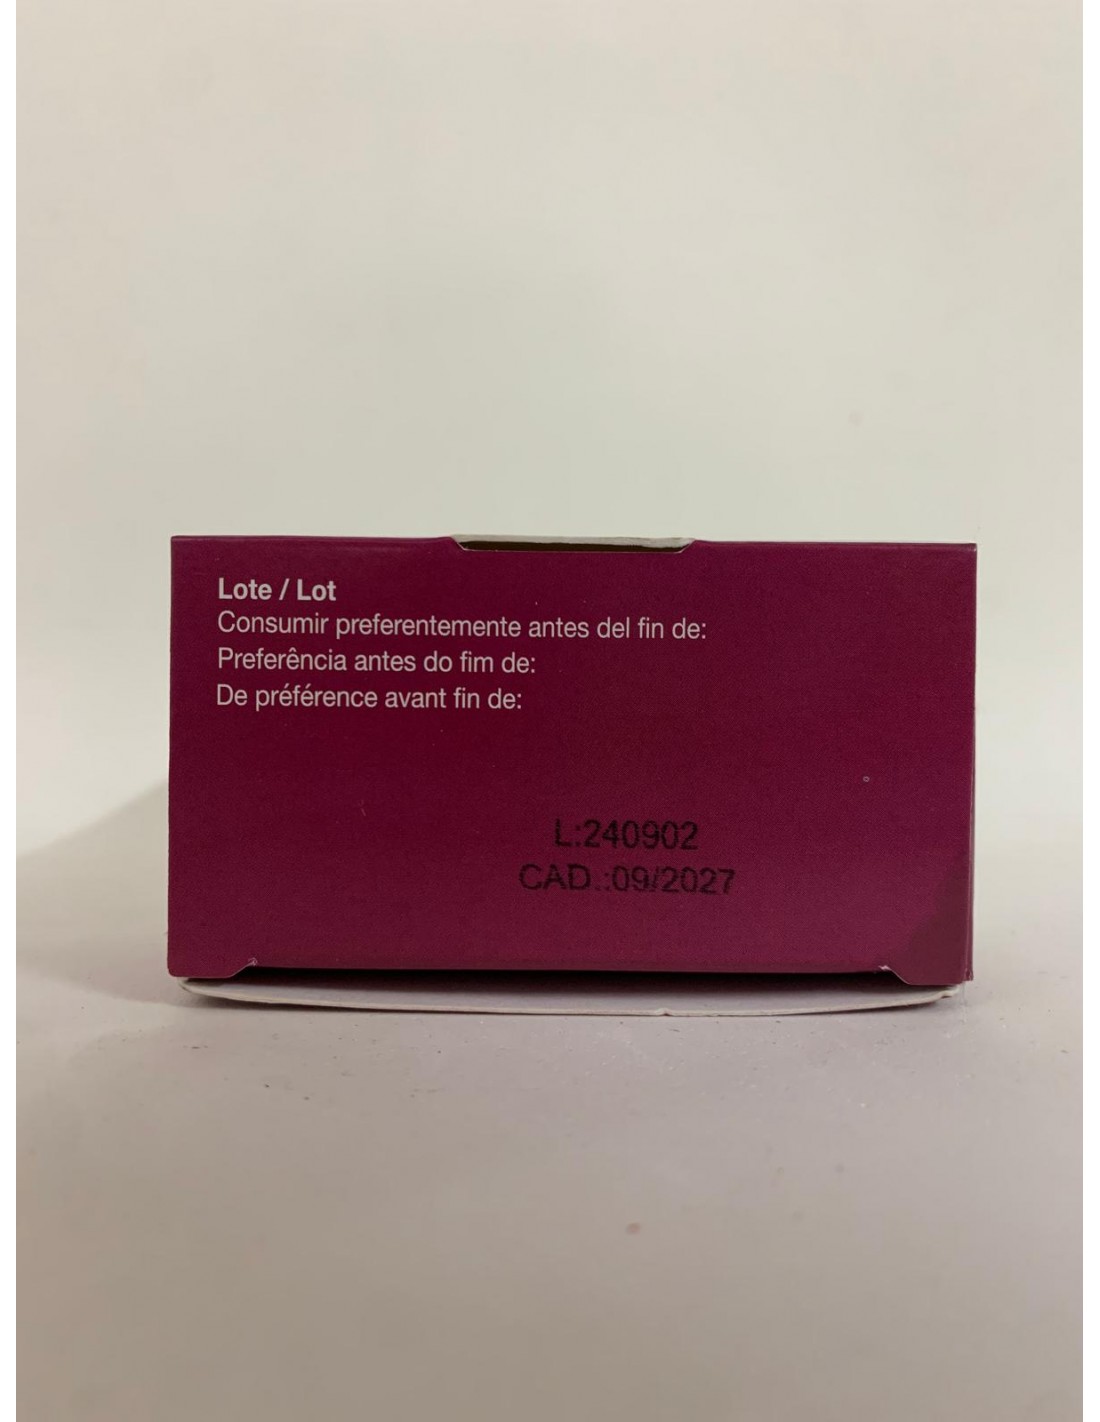 Lote / Lot
Consumir preferentemente antes del fin de:
Preferência antes do fim de:
De préférence avant fin de:
L:240902
CAD.:09/2027